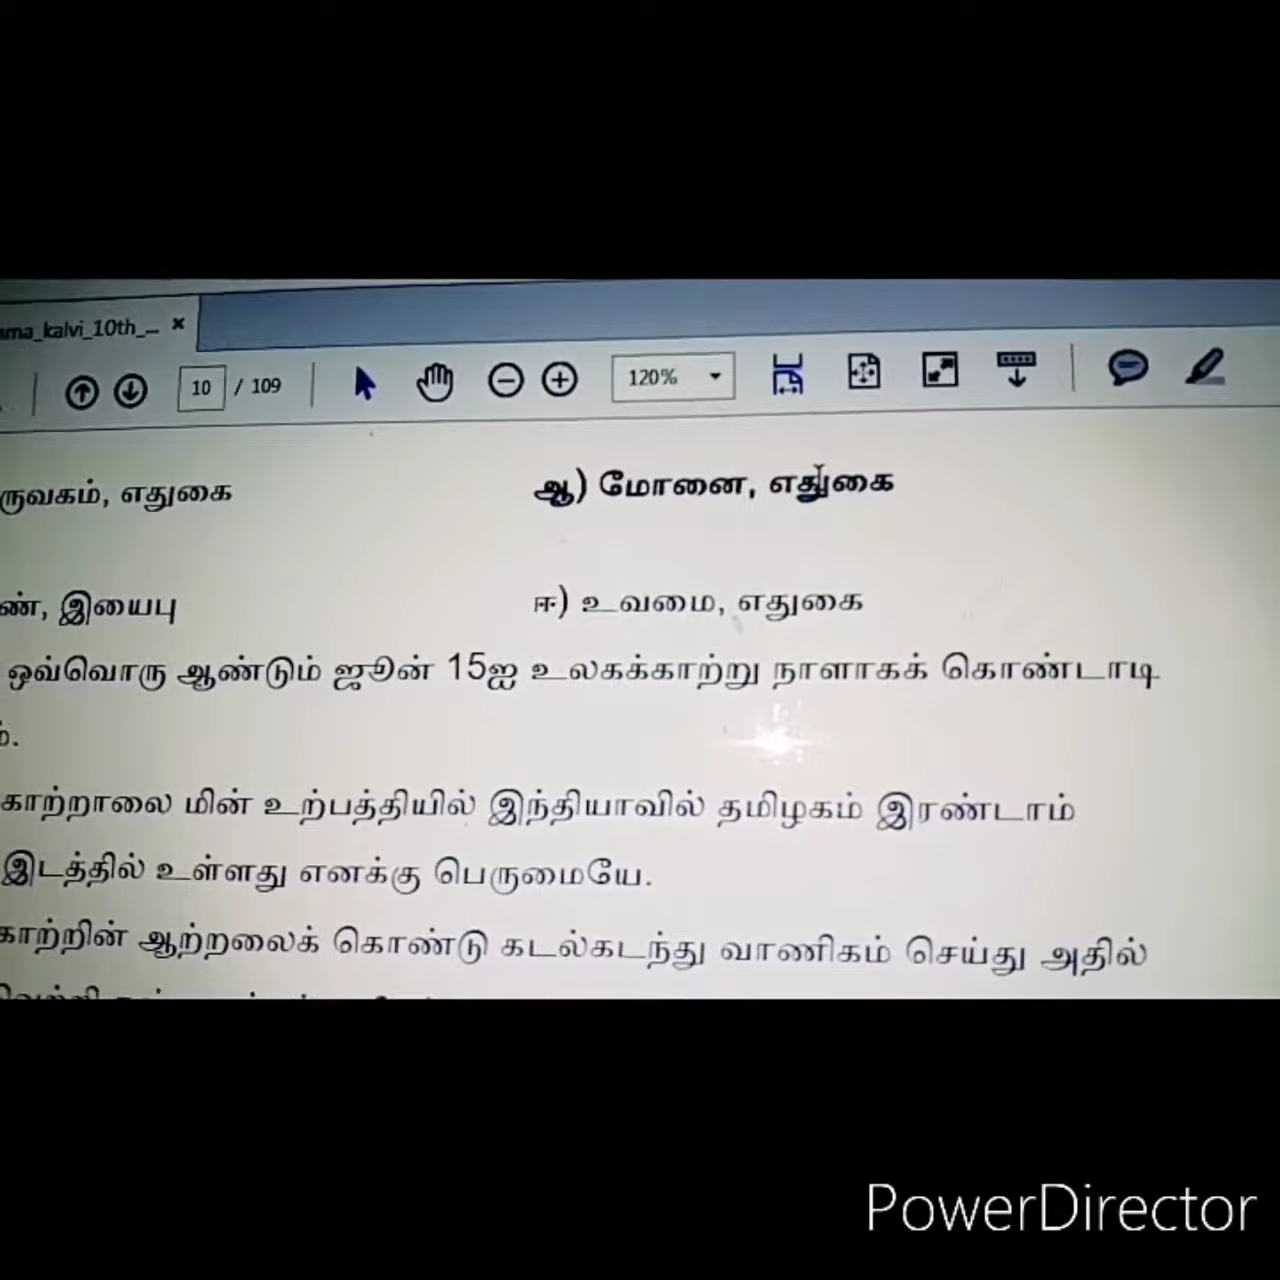 ama_kalvi_10th_... ×
10 / 109 120%
ருவகம், எதுகை ஆ) மோனை, எதுகை
ண், இயைபு ஈ) உவமை, எதுகை
ஒவ்வொரு ஆண்டும் ஜூன் 15ஐ உலகக்காற்று நாளாகக் கொண்டாடி
ம்.
காற்றாலை மின் உற்பத்தியில் இந்தியாவில் தமிழகம் இரண்டாம்
இடத்தில் உள்ளது எனக்கு பெருமையே.
காற்றின் ஆற்றலைக் கொண்டு கடல்கடந்து வாணிகம் செய்து அதில்
PowerDirector